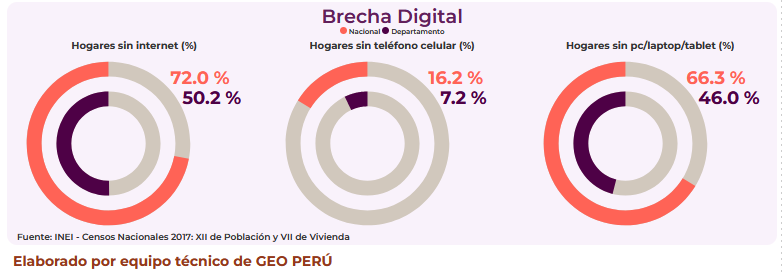 Brecha Digital
Nacional Departamento
Hogares sin internet (%)
72.0 %
50.2 %
Hogares sin teléfono celular (%)
16.2 %
7.2 %
Hogares sin pc/laptop/tablet (%)
66.3 %
46.0 %
Fuente: INEI - Censos Nacionales 2017: XII de Población y VII de Vivienda
Elaborado por equipo técnico de GEO PERÚ